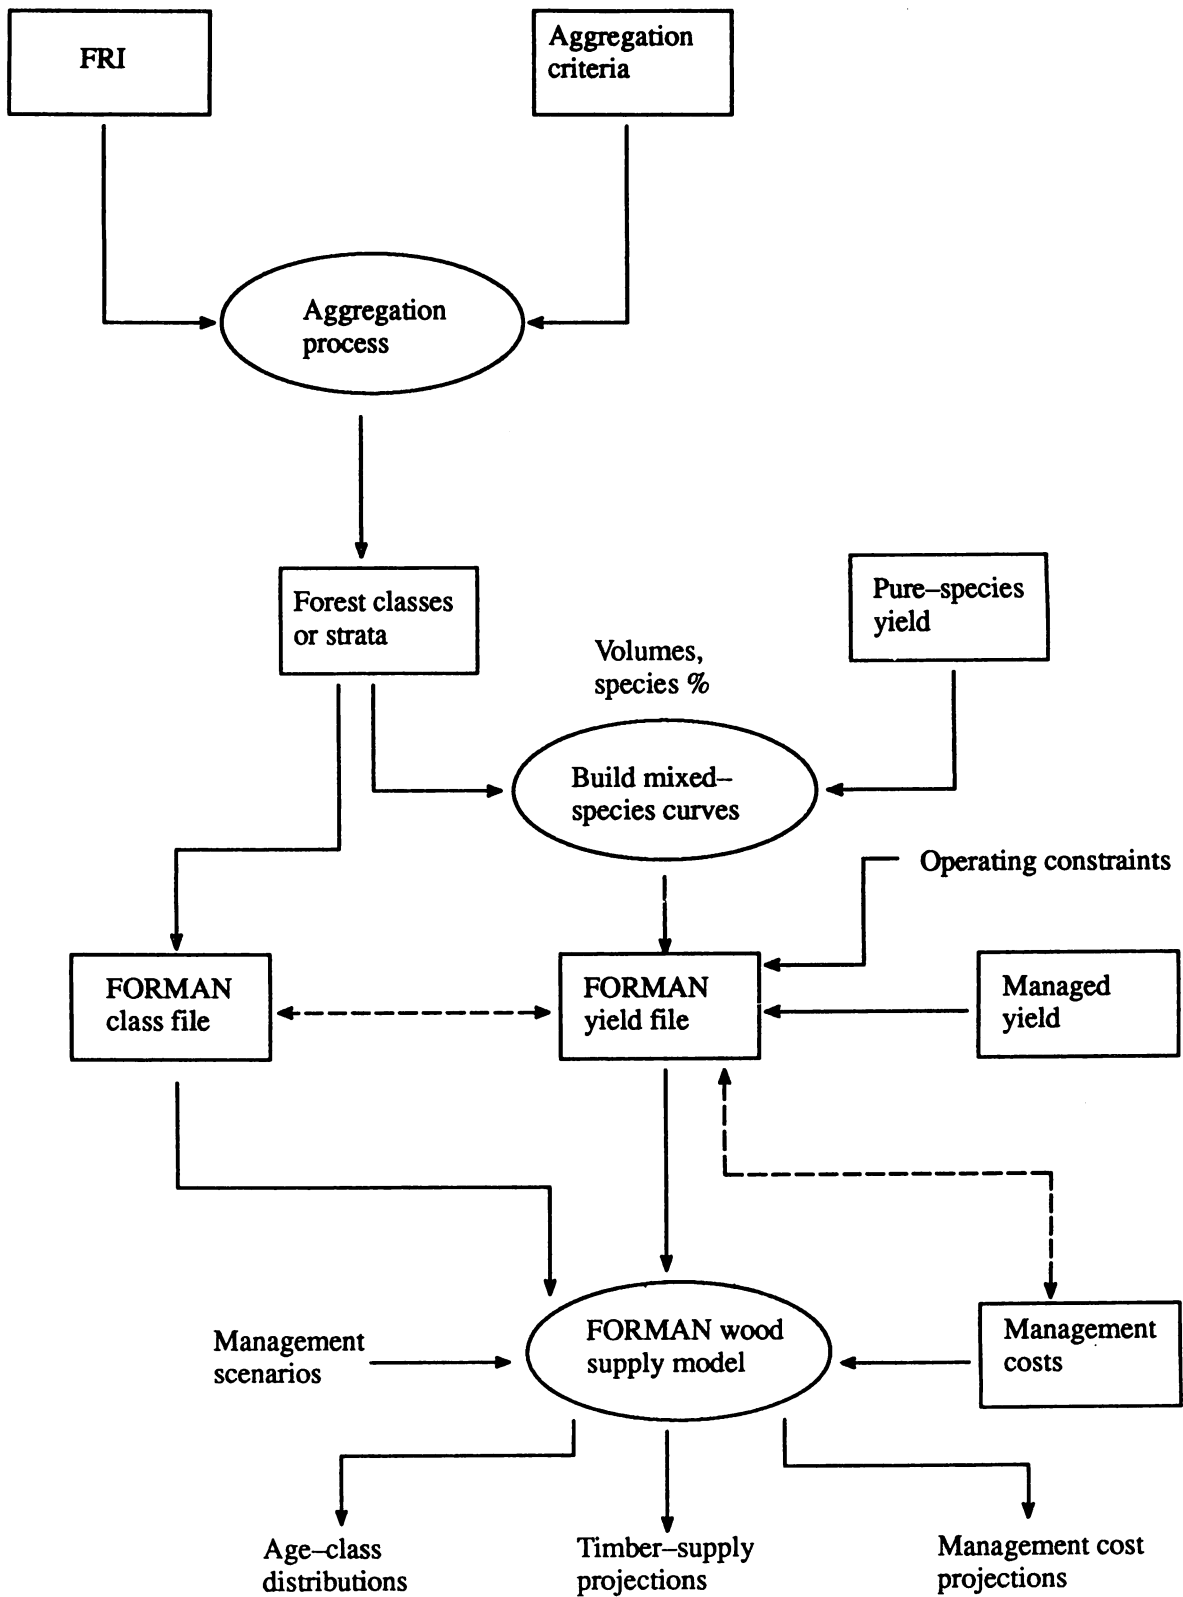 FRI
Aggregation
criteria
Aggregation
process
Forest classes
or strata
Pure–species
yield
Volumes,
species %
Build mixed–
species curves
Operating constraints
FORMAN
class file
FORMAN
yield file
Managed
yield
Management
scenarios
FORMAN wood
supply model
Management
costs
Age–class
distributions
Timber–supply
projections
Management cost
projections